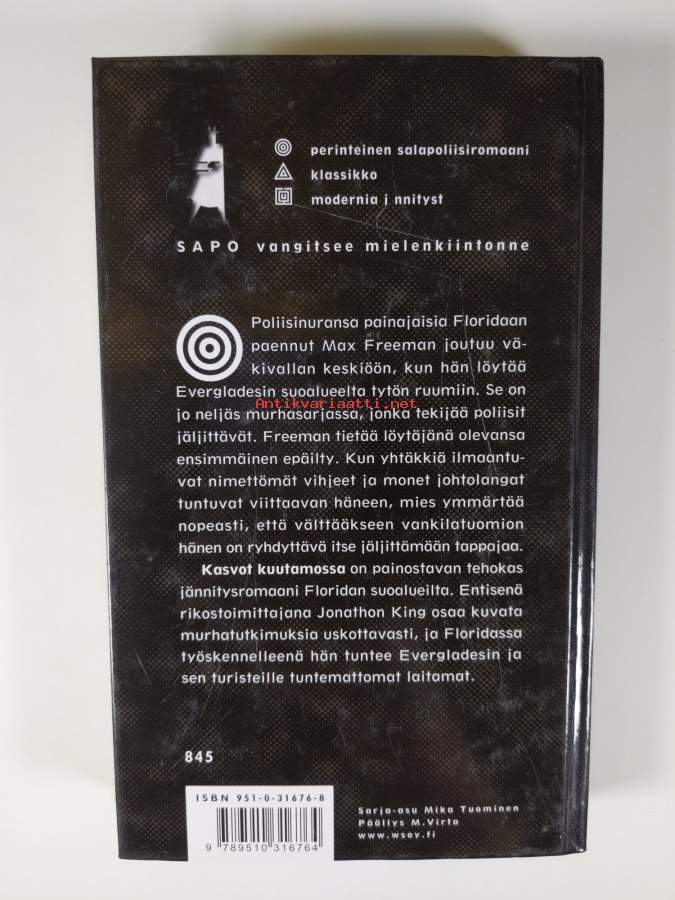 perinteinen salapoliisiromaani
klassikko
modernia j nnityst
SAPO vangitsee mielenkiintonne
Poliisinuransa painajaisia Floridaan
paennut Max Freeman joutuu vä-
kivallan keskiöön, kun hän löytää
Evergladesin suoalueelta tytön ruumiin. Se on
Antikvariaatti.net
jo neljäs murhasarjassa, jonka tekijää poliisit
jäljittävät. Freeman tietää löytäjänä olevansa
ensimmäinen epäilty. Kun yhtäkkiä ilmaantu-
vat nimettömät vihjeet ja monet johtolangat
tuntuvat viittaavan häneen, mies ymmärtää
nopeasti, että välttääkseen vankilatuomion
hänen on ryhdyttävä itse jäljittämään tappajaa.
Kasvot kuutamossa on painostavan tehokas
jännitysromaani Floridan suoalueilta. Entisenä
rikostoimittajana Jonathon King osaa kuvata
murhatutkimuksia uskottavasti, ja Floridassa
työskennelleenä hän tuntee Evergladesin ja
sen turisteille tuntemattomat laitamat.
845
ISBN 951-0-31676-8
9 789510 316764
Sarja-asu Mika Tuominen
Päällys M.Virta
www.wsoy.fi